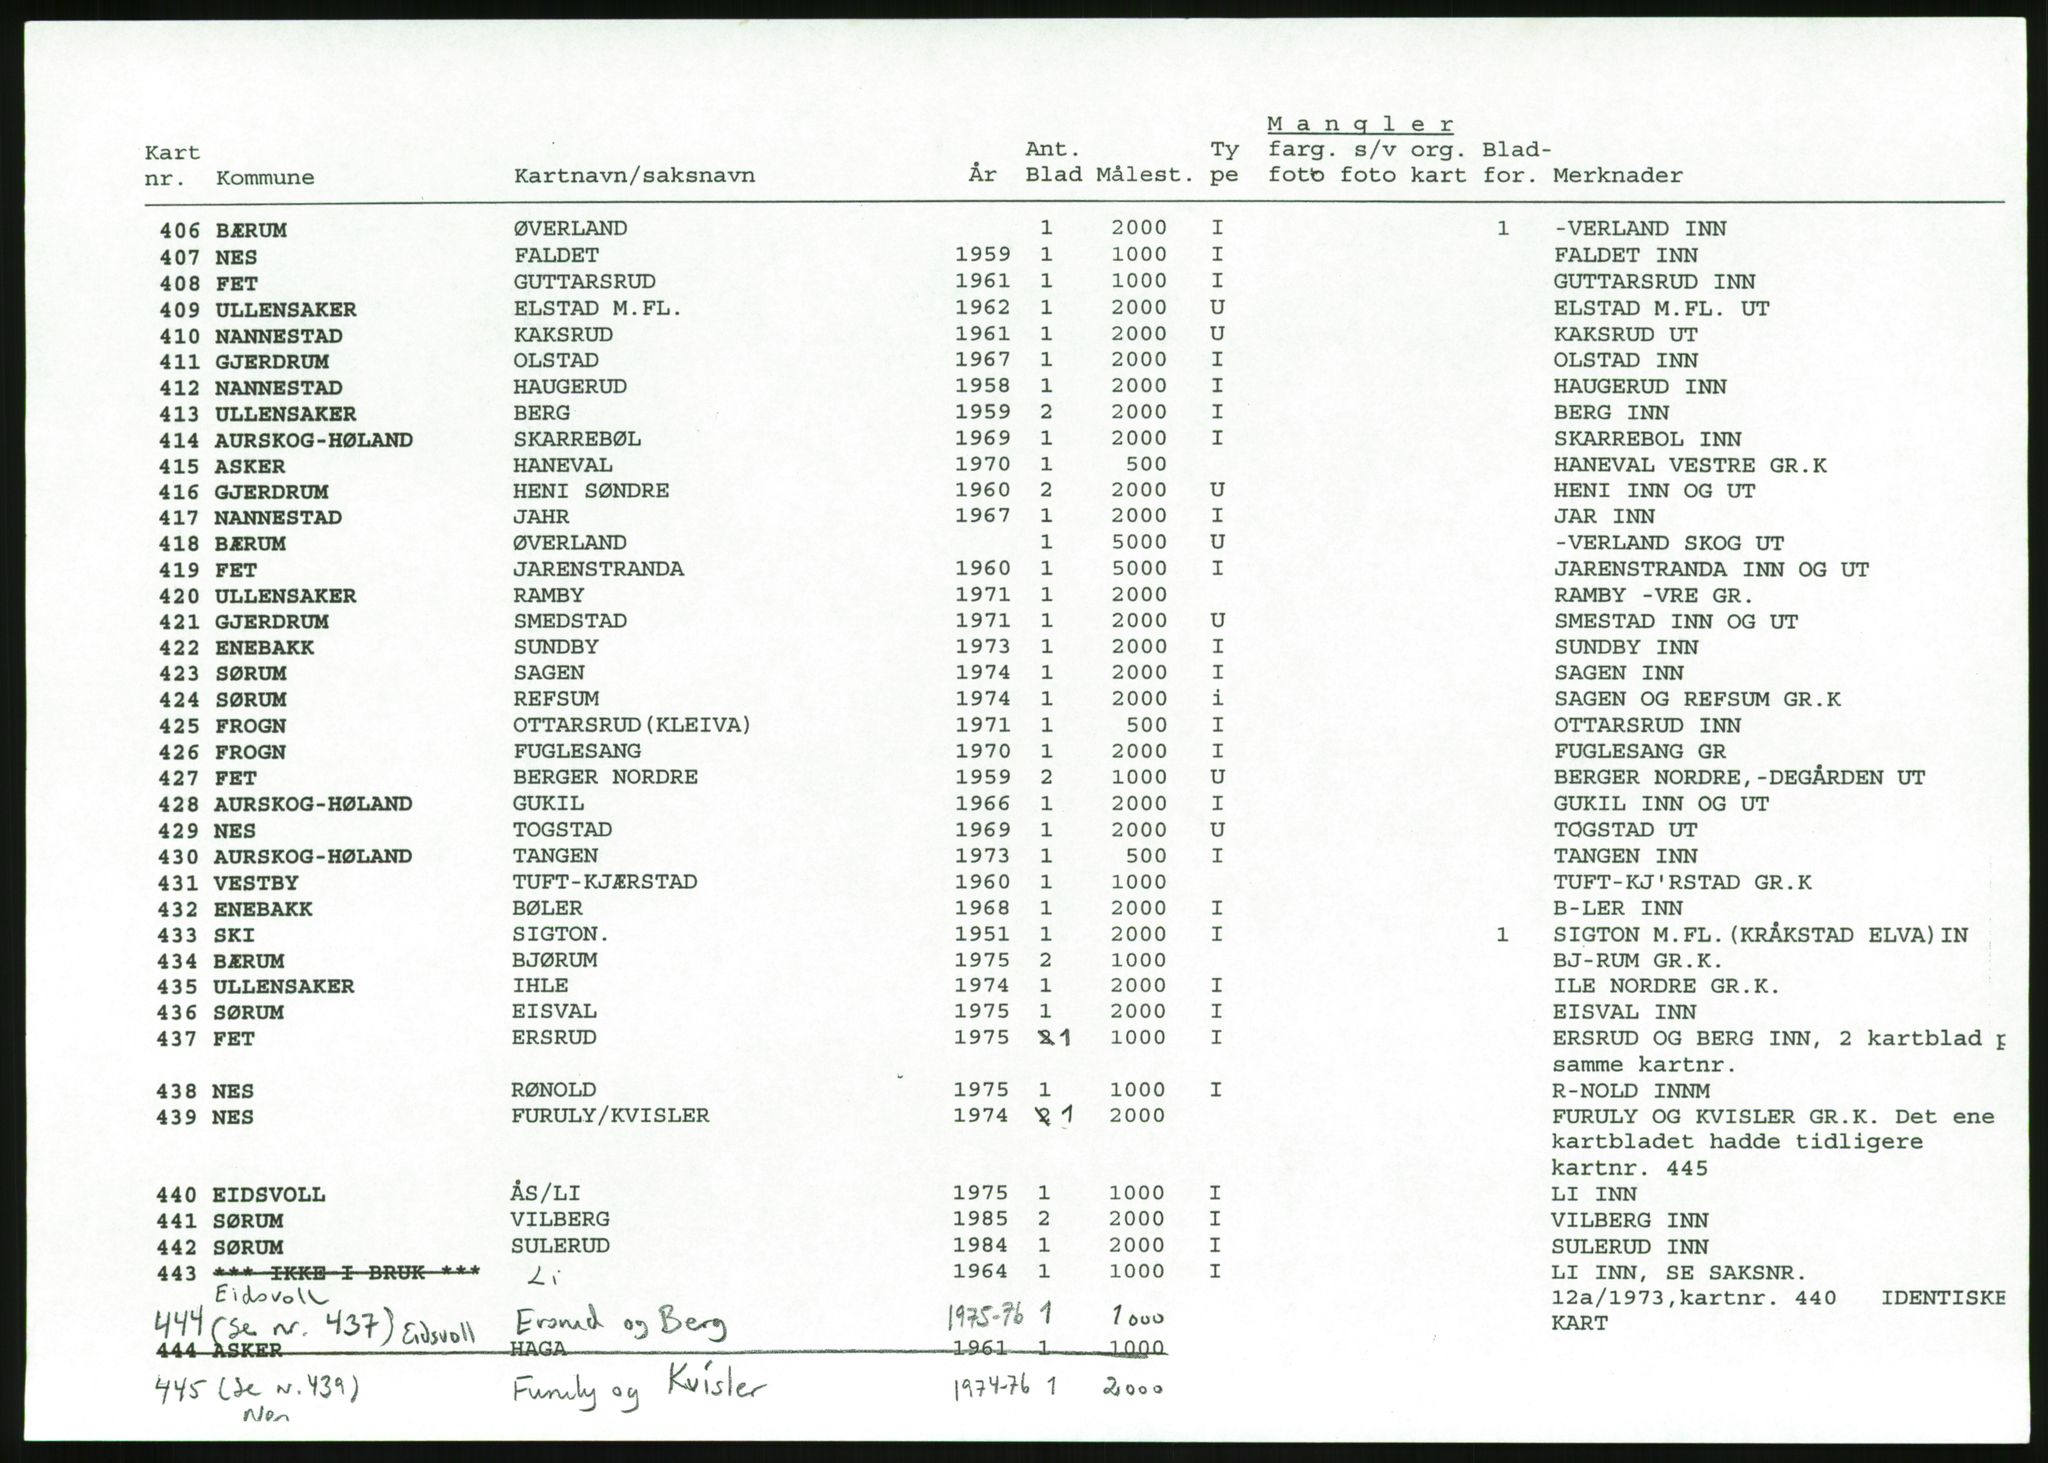 M a n g l e r
Kart Ant. Ty farg. s/v org. Blad-
nr. Kommune Kartnavn/saksnavn År Blad Målest. pe foto foto kart for. Merknader
406 BÆRUM ØVERLAND 1 2000 I 1 -VERLAND INN
407 NES FALDET 1959 1 1000 I FALDET INN
408 FET GUTTARSRUD 1961 1 1000 I GUTTARSRUD INN
409 ULLENSAKER ELSTAD M.FL. 1962 1 2000 U ELSTAD M.FL. UT
410 NANNESTAD KAKSRUD 1961 1 2000 U KAKSRUD UT
411 GJERDRUM OLSTAD 1967 1 2000 I OLSTAD INN
412 NANNESTAD HAUGERUD 1958 1 2000 I HAUGERUD INN
413 ULLENSAKER BERG 1959 2 2000 I BERG INN
414 AURSKOG-HØLAND SKARREBØL 1969 1 2000 I SKARREBOL INN
415 ASKER HANEVAL 1970 1 500 HANEVAL VESTRE GR.K
416 GJERDRUM HENI SØNDRE 1960 2 2000 U HENI INN OG UT
417 NANNESTAD JAHR 1967 1 2000 I JAR INN
418 BÆRUM ØVERLAND 1 5000 U -VERLAND SKOG UT
419 FET JARENSTRANDA 1960 1 5000 I JARENSTRANDA INN OG UT
420 ULLENSAKER RAMBY 1971 1 2000 RAMBY -VRE GR.
421 GJERDRUM SMEDSTAD 1971 1 2000 U SMESTAD INN OG UT
422 ENEBAKK SUNDBY 1973 1 2000 I SUNDBY INN
423 SØRUM SAGEN 1974 1 2000 I SAGEN INN
424 SØRUM REFSUM 1974 1 2000 i SAGEN OG REFSUM GR.K
425 FROGN OTTARSRUD(KLEIVA) 1971 1 500 I OTTARSRUD INN
426 FROGN FUGLESANG 1970 1 2000 I FUGLESANG GR
427 FET BERGER NORDRE 1959 2 1000 U BERGER NORDRE,-DEGÅRDEN UT
428 AURSKOG-HØLAND GUKIL 1966 1 2000 I GUKIL INN OG UT
429 NES TOGSTAD 1969 1 2000 U TOGSTAD UT
430 AURSKOG-HØLAND TANGEN 1973 1 500 I TANGEN INN
431 VESTBY TUFT-KJÆRSTAD 1960 1 1000 TUFT-KJ'RSTAD GR.K
432 ENEBAKK BØLER 1968 1 2000 I B-LER INN
433 SKI SIGTON. 1951 1 2000 I 1 SIGTON M.FL.(KRÅKSTAD ELVA)IN
434 BÆRUM BJØRUM 1975 2 1000 BJ-RUM GR.K.
435 ULLENSAKER IHLE 1974 1 2000 I ILE NORDRE GR.K.
436 SØRUM EISVAL 1975 1 2000 I EISVAL INN
437 FET ERSRUD 1975 2 1 1000 I ERSRUD OG BERG INN, 2 kartblad p
samme kartnr.
438 NES RØNOLD 1975 1 1000 I R-NOLD INNM
439 NES FURULY/KVISLER 1974 2 1 2000 FURULY OG KVISLER GR.K. Det ene
kartbladet hadde tidligere
kartnr. 445
440 EIDSVOLL ÅS/LI 1975 1 1000 I LI INN
441 SØRUM VILBERG 1985 2 2000 I VILBERG INN
442 SØRUM SULERUD 1984 1 2000 I SULERUD INN
443 *** IKKE I BRUK *** Li 1964 1 1000 I LI INN, SE SAKSNR.
Eidsvoll 12a/1973,kartnr. 440 IDENTISKE
444 (se nr. 437) Eidsvoll Ersrud og Berg 1975-76 1 1000 KART
444 ASKER HAGA 1961 1 1000
445 (se n. 439) Furuly og Kvisler 1974-76 1 2000